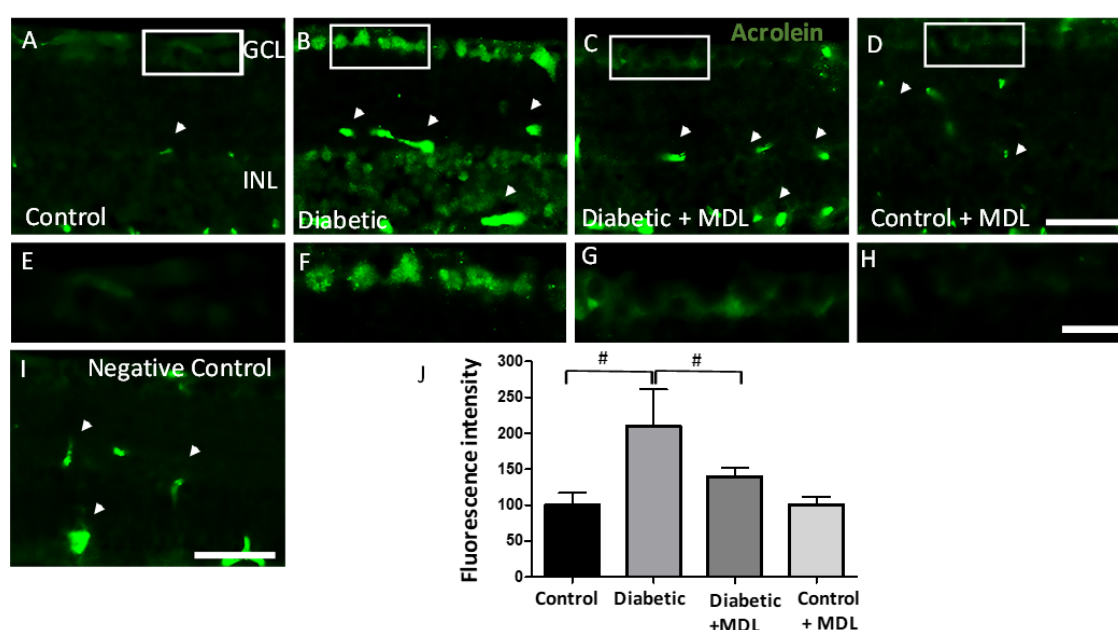 A
GCL
INL
Control
B
Diabetic
C
Acrolein
Diabetic + MDL
D
Control + MDL
E
F
G
H
I
Negative Control
J
Fluorescence intensity
300
250
200
150
100
50
0
#
#
Control
Diabetic
Diabetic
+MDL
Control
+ MDL